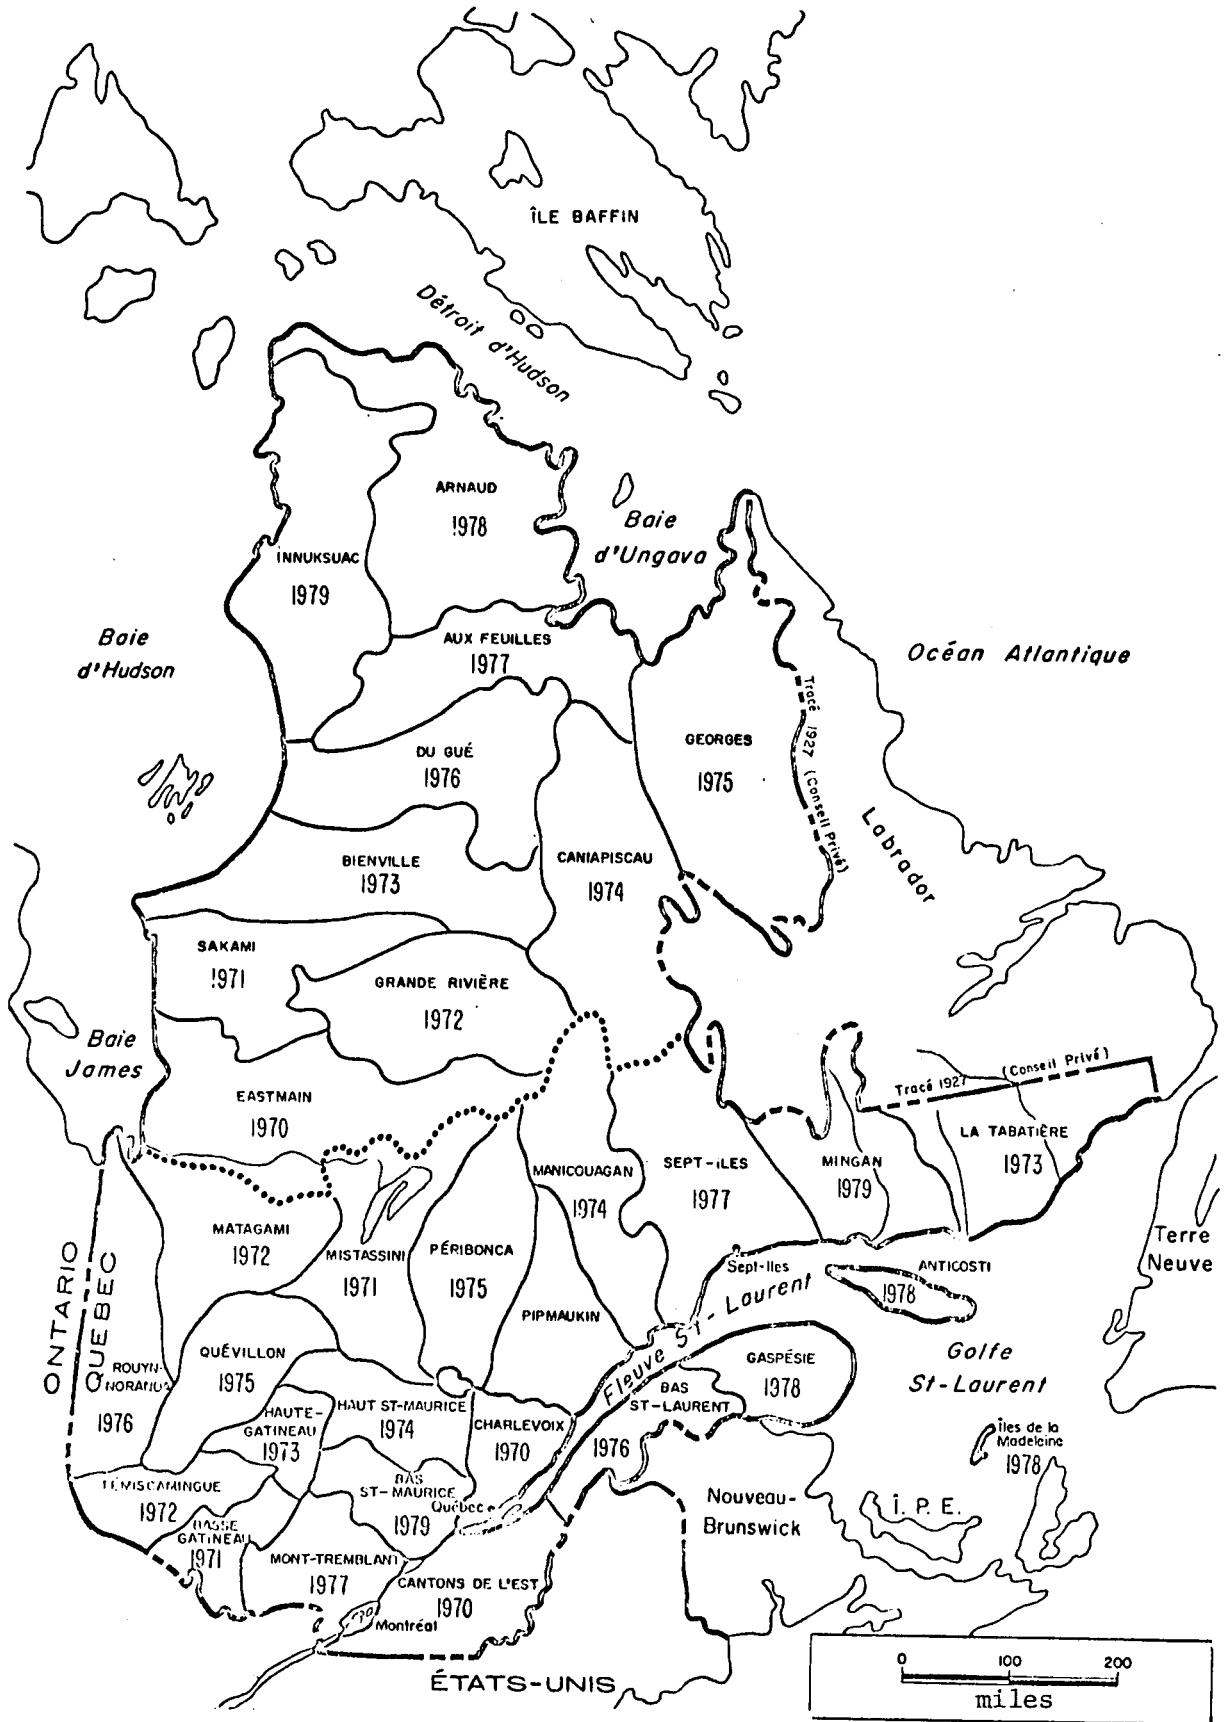 ÎLE BAFFIN
Détroit d'Hudson
ARNAUD
1978
Baie
d'Ungava
INNUKSUAC
1979
Baie
d'Hudson
AUX FEUILLES
1977
Océan Atlantique
Tracé 1927 (Conseil Privé)
GEORGES
1975
DU GUÉ
1976
Labrador
BIENVILLE
1973
CANIAPISCAU
1974
SAKAMI
1971
GRANDE RIVIÈRE
1972
Baie
James
EASTMAIN
1970
Tracé 1927 (Conseil Privé)
LA TABATIÈRE
1973
MANICOUAGAN
1974
SEPT-ILES
1977
MINGAN
1979
MATAGAMI
1972
MISTASSINI
1971
PÉRIBONCA
1975
Terre
Neuve
ONTARIO
QUÉBEC
Sept-Iles
ANTICOSTI
1978
PIPMAUKIN
Fleuve St-Laurent
Golfe
St-Laurent
QUÉVILLON
1975
ROUYN-
NORANDA
1976
GASPÉSIE
1978
BAS
ST-LAURENT
1976
HAUTE-
GATINEAU
1973
HAUT ST-MAURICE
1974
CHARLEVOIX
1970
Îles de la
Madeleine
1978
TÉMISCAMINGUE
1972
BAS
ST-MAURICE
1979
Québec
Nouveau-
Brunswick
Î. P. E.
BASSE
GATINEAU
1971
MONT-TREMBLANT
1977
CANTONS DE L'EST
1970
Montréal
ÉTATS-UNIS
0 100 200
miles